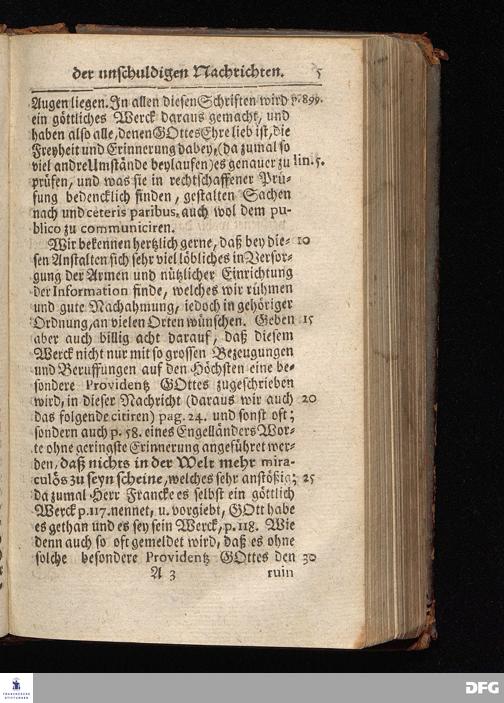 der unschuldigen Nachrichten. 5
Augen liegen. In allen diesen Schriften wird p. 899.
ein göttliches Werck daraus gemacht, und
haben also alle, denen GOttes Ehre lieb ist, die
Freyheit und Erinnerung dabey, (da zumal so
viel andre Umstände beylaufen) es genauer zu lin. 5.
prüfen, und was sie in rechtschaffener Prü-
fung bedencklich finden, gestalten Sachen
nach und ceteris paribus, auch wol dem pu-
blico zu communiciren.
Wir bekennen hertzlich gerne, daß bey die- 10
sen Anstalten sich sehr viel löbliches in Versor-
gung der Armen und nützlicher Einrichtung
der Information finde, welches wir rühmen
und gute Nachahmung, iedoch in gehöriger
Ordnung, an vielen Orten wünschen. Geben 15
aber auch billig acht darauf, daß diesem
Werck nicht nur mit so grossen Bezeugungen
und Beruffungen auf den Höchsten eine be-
sondere Providentz GOttes zugeschrieben
wird, in dieser Nachricht (daraus wir auch 20
das folgende citiren) pag. 24. und sonst oft;
sondern auch p. 58. eines Engelländers Wor-
te ohne geringste Erinnerung angeführet wer-
den, daß nichts in der Welt mehr mira-
culös zu seyn scheine, welches sehr anstößig; 25
da zumal Herr Francke es selbst ein göttlich
Werck p. 117. nennet, u. vorgiebt, GOtt habe
es gethan und es sey sein Werck, p. 118. Wie
denn auch so oft gemeldet wird, daß es ohne
solche besondere Providentz GOttes den 30
A 3 ruin
FRANCKESCHE
STIFTUNGEN
DFG